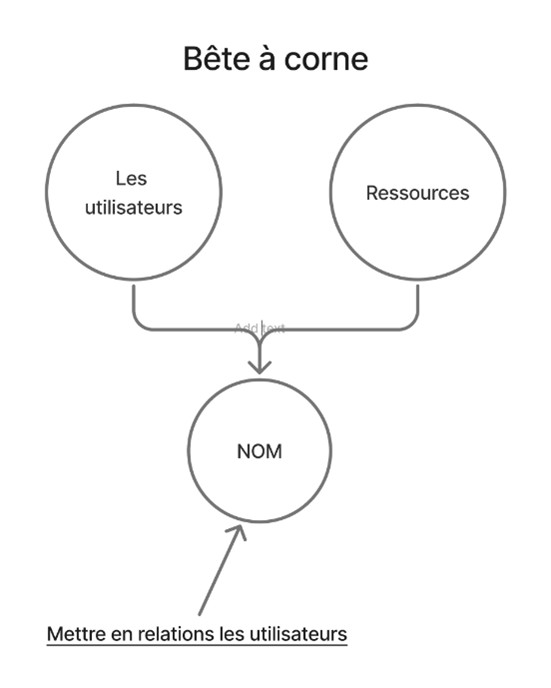 Bête à corne
Les
utilisateurs
Ressources
Add text
NOM
Mettre en relations les utilisateurs